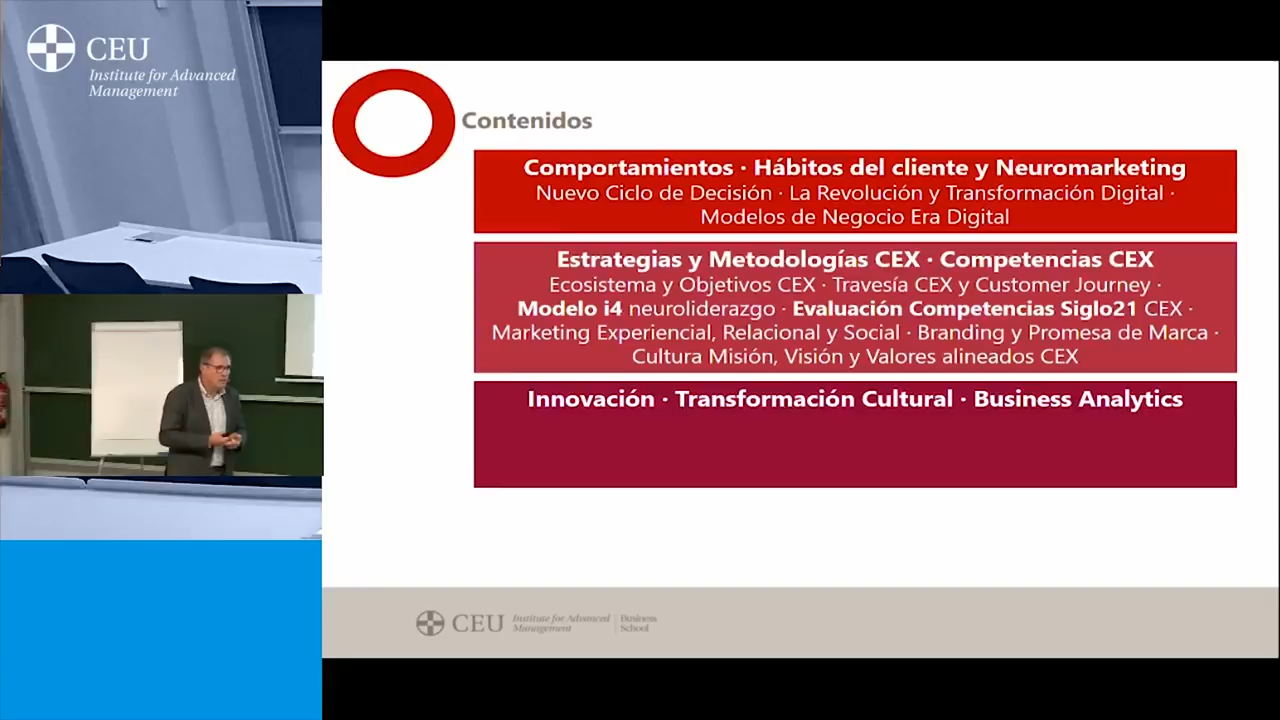 CEU
Institute for Advanced
Management
Contenidos
Comportamientos · Hábitos del cliente y Neuromarketing
Nuevo Ciclo de Decisión · La Revolución y Transformación Digital ·
Modelos de Negocio Era Digital
Estrategias y Metodologías CEX · Competencias CEX
Ecosistema y Objetivos CEX · Travesía CEX y Customer Journey ·
Modelo i4 neuroliderazgo · Evaluación Competencias Siglo21 CEX ·
Marketing Experiencial, Relacional y Social · Branding y Promesa de Marca ·
Cultura Misión, Visión y Valores alineados CEX
Innovación · Transformación Cultural · Business Analytics
CEU
Institute for Advanced
Management
Business
School